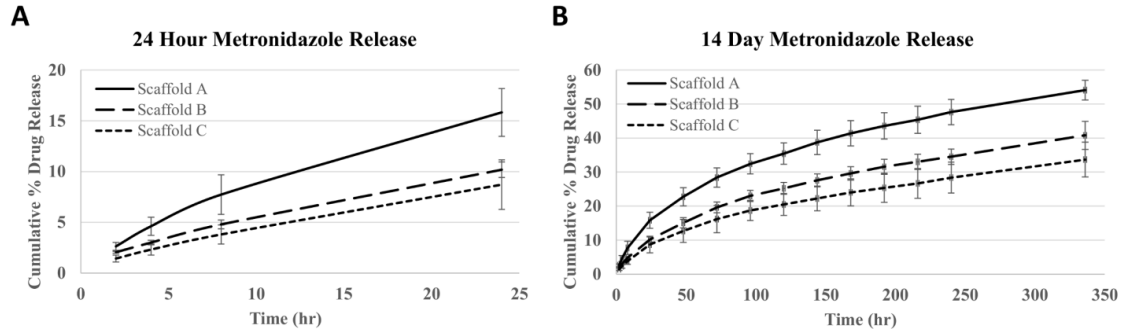 A
24 Hour Metronidazole Release
Cumulative % Drug Release
20
15
10
5
0
Scaffold A
Scaffold B
Scaffold C
0 5 10 15 20 25
Time (hr)
B
14 Day Metronidazole Release
Cumulative % Drug Release
60
50
40
30
20
10
0
Scaffold A
Scaffold B
Scaffold C
0 50 100 150 200 250 300 350
Time (hr)